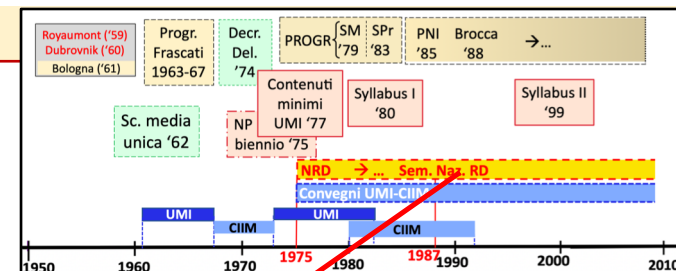 Royaumont ('59)
Dubrovnik ('60)
Bologna ('61)
Progr.
Frascati
1963-67
Decr.
Del.
'74
PROGR
SM
'79
SPr
'83
PNI
'85
Brocca
'88
→...
Sc. media
unica '62
NP
biennio '75
Contenuti
minimi
UMI '77
Syllabus I
'80
Syllabus II
'99
NRD → ... Sem. Naz. RD
Convegni UMI-CIIM
UMI
CIIM
UMI
CIIM
1950
1960
1970
1975
1980
1987
1990
2000
2010